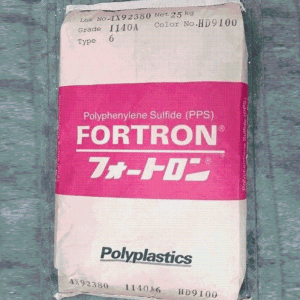 Lot No.4X92380 Net 25 kg
Grade 1140A Color No. HD9100
Type 6
Polyphenylene Sulfide (PPS)
FORTRON®
フォートロン®
Polyplastics
4X92380 1140A6 HD9100